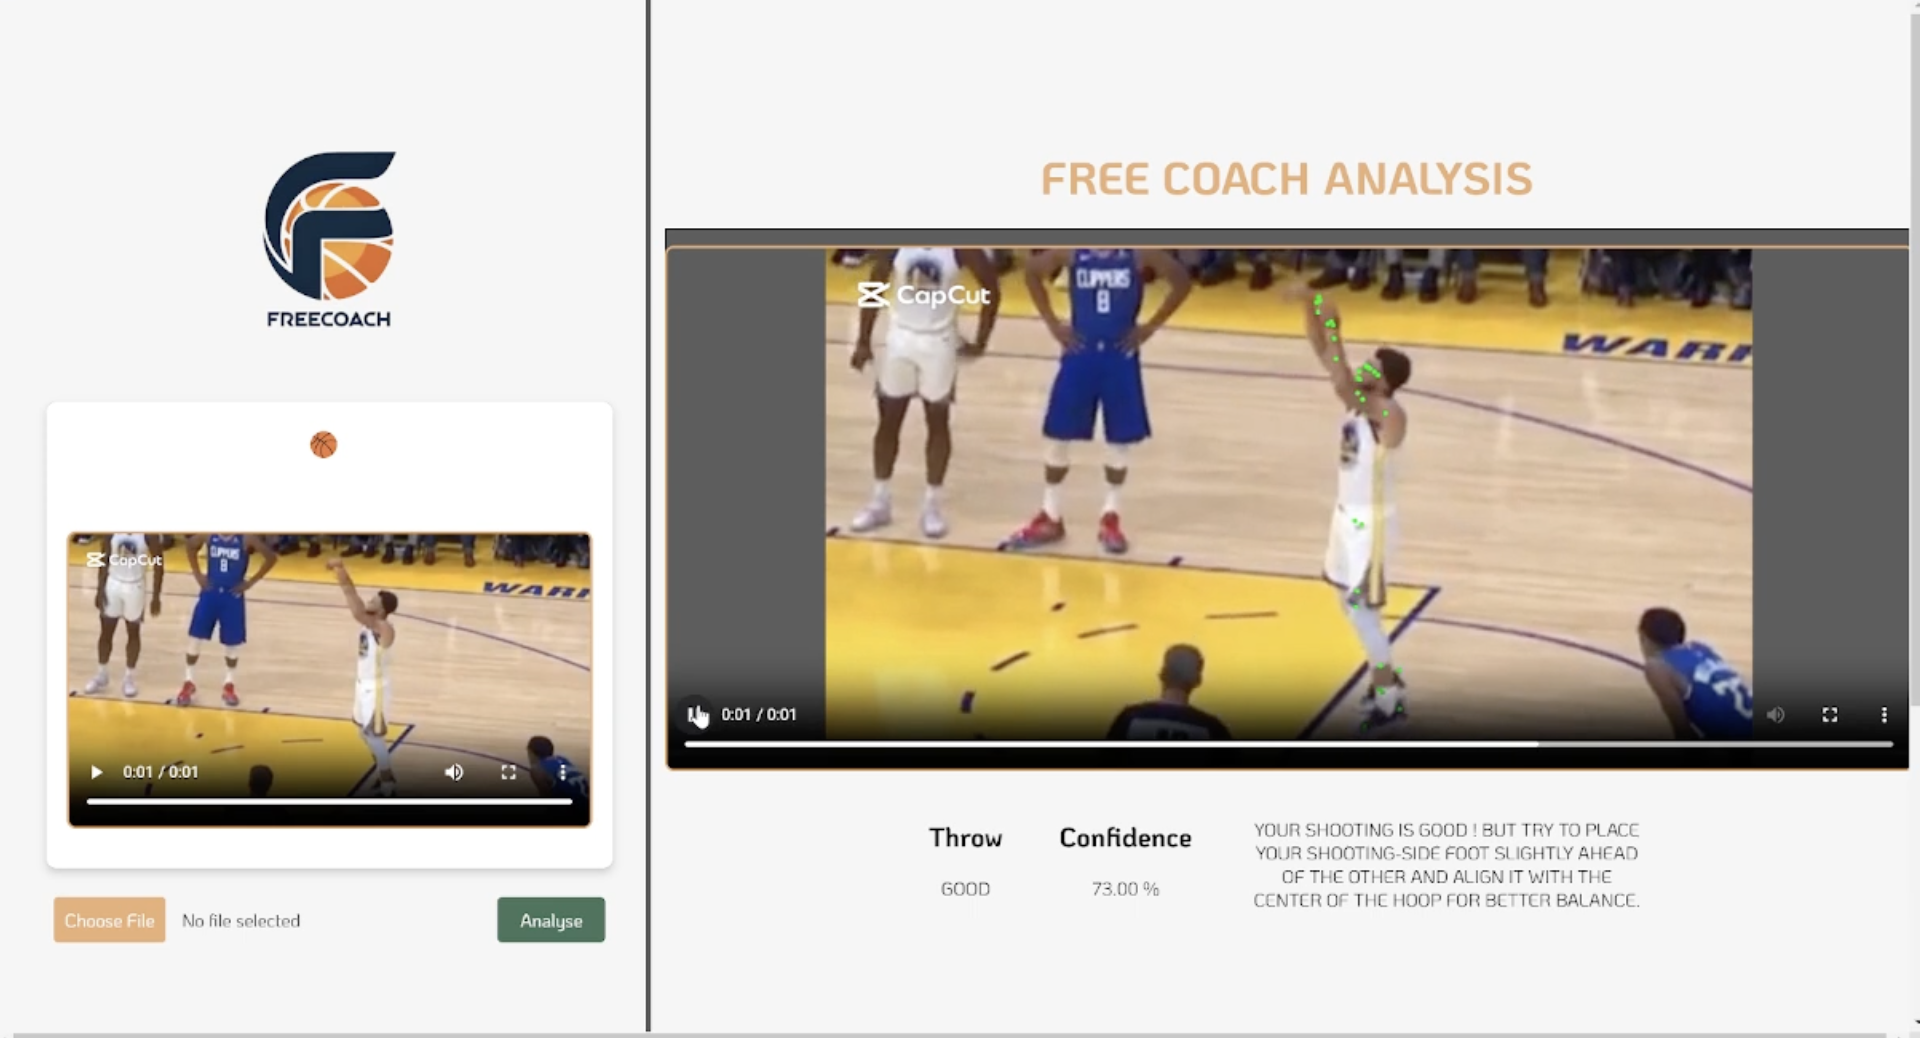 FREECOACH
CLIPPERS
8
CapCut
0:01 / 0:01
Choose File
No file selected
Analyse
FREE COACH ANALYSIS
CapCut
CLIPPERS
8
0:01 / 0:01
Throw
Confidence
GOOD
73.00 %
YOUR SHOOTING IS GOOD ! BUT TRY TO PLACE
YOUR SHOOTING-SIDE FOOT SLIGHTLY AHEAD
OF THE OTHER AND ALIGN IT WITH THE
CENTER OF THE HOOP FOR BETTER BALANCE.